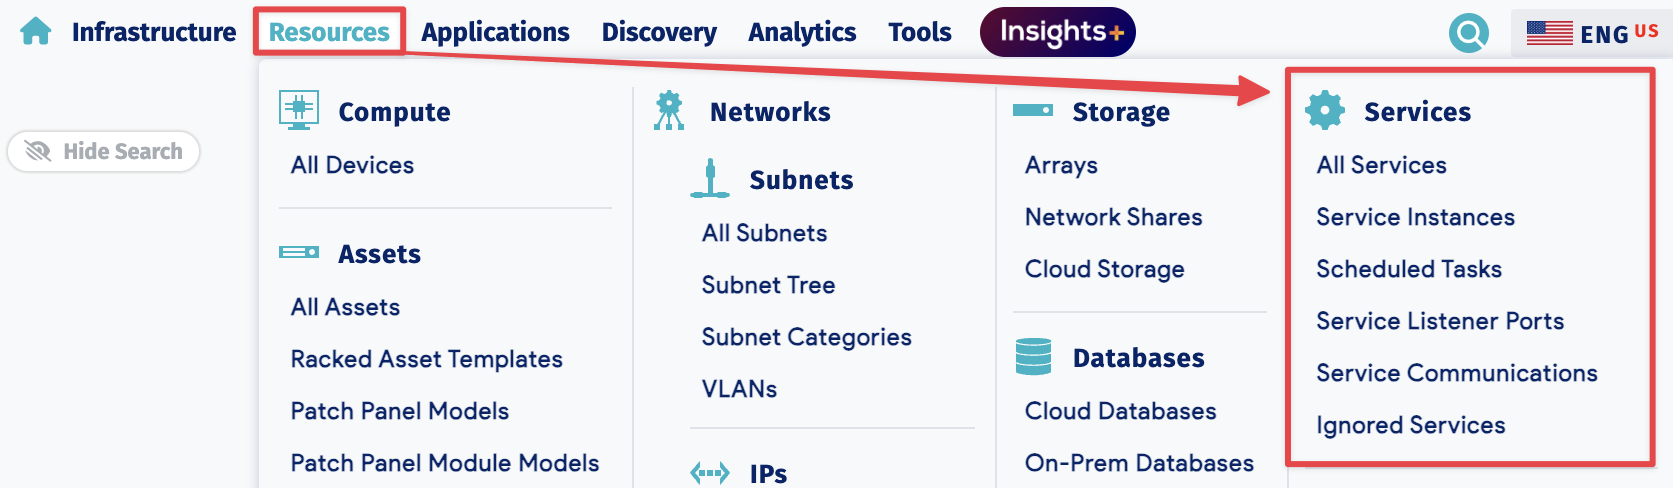 Infrastructure Resources Applications Discovery Analytics Tools Insights+ ENG US
Hide Search
Compute
All Devices
Assets
All Assets
Racked Asset Templates
Patch Panel Models
Patch Panel Module Models
Networks
Subnets
All Subnets
Subnet Tree
Subnet Categories
VLANs
IPs
Storage
Arrays
Network Shares
Cloud Storage
Databases
Cloud Databases
On-Prem Databases
Services
All Services
Service Instances
Scheduled Tasks
Service Listener Ports
Service Communications
Ignored Services